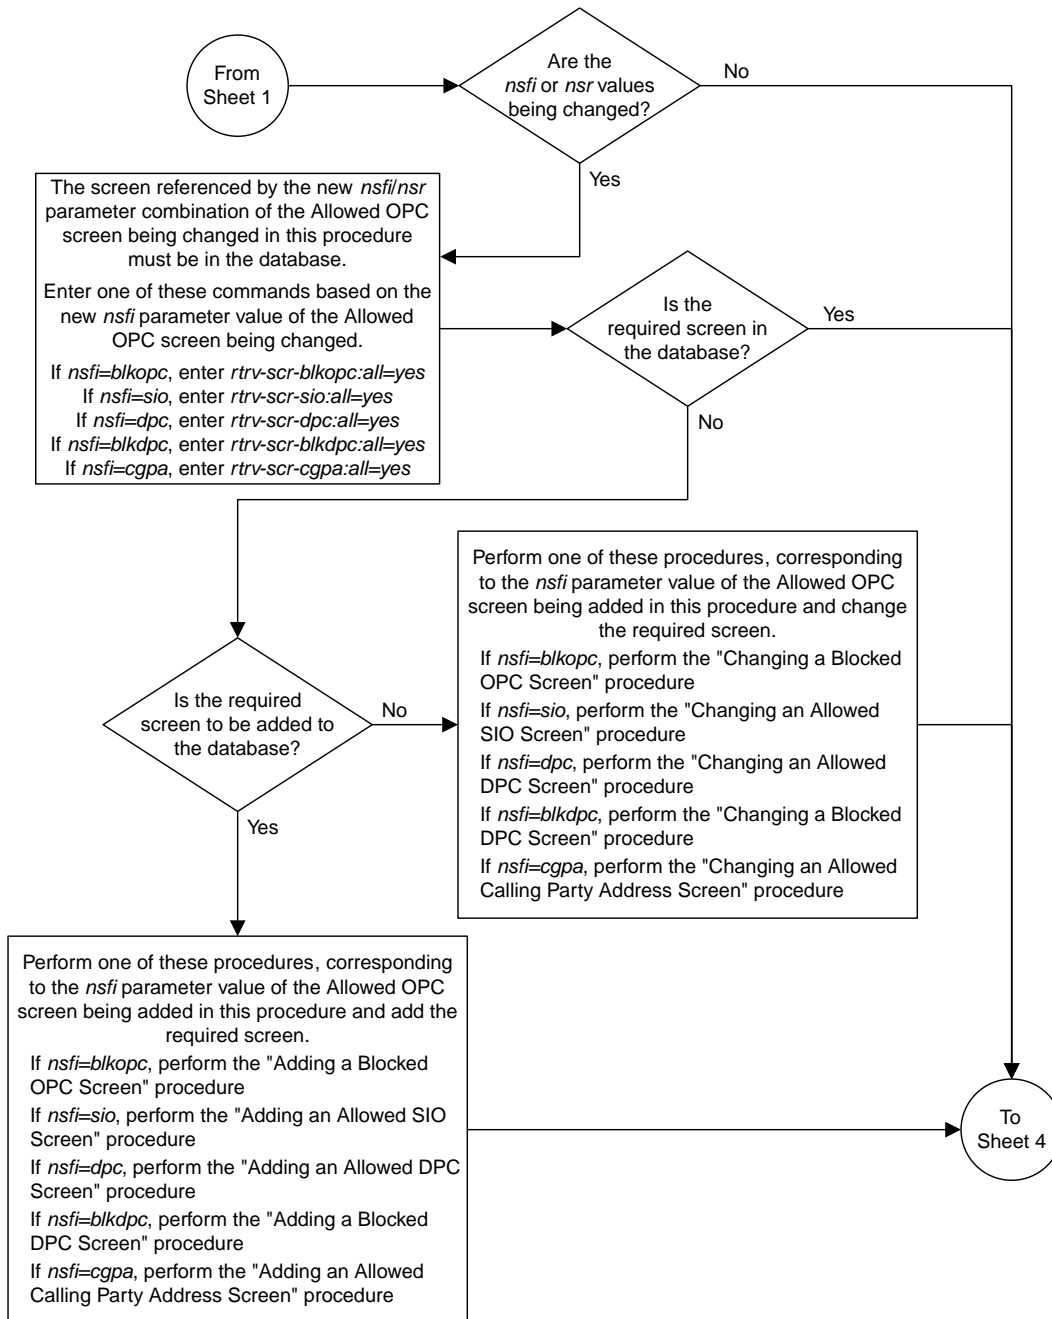 From
Sheet 1
Are the
nsfi or nsr values
being changed?
No
Yes
The screen referenced by the new nsfi/nsr
parameter combination of the Allowed OPC
screen being changed in this procedure
must be in the database.
Enter one of these commands based on the
new nsfi parameter value of the Allowed
OPC screen being changed.
If nsfi=blkopc, enter rtrv-scr-blkopc:all=yes
If nsfi=sio, enter rtrv-scr-sio:all=yes
If nsfi=dpc, enter rtrv-scr-dpc:all=yes
If nsfi=blkdpc, enter rtrv-scr-blkdpc:all=yes
If nsfi=cgpa, enter rtrv-scr-cgpa:all=yes
Is the
required screen in
the database?
Yes
No
Is the required
screen to be added to
the database?
No
Yes
Perform one of these procedures, corresponding
to the nsfi parameter value of the Allowed OPC
screen being added in this procedure and change
the required screen.
If nsfi=blkopc, perform the "Changing a Blocked
OPC Screen" procedure
If nsfi=sio, perform the "Changing an Allowed
SIO Screen" procedure
If nsfi=dpc, perform the "Changing an Allowed
DPC Screen" procedure
If nsfi=blkdpc, perform the "Changing a Blocked
DPC Screen" procedure
If nsfi=cgpa, perform the "Changing an Allowed
Calling Party Address Screen" procedure
Perform one of these procedures, corresponding
to the nsfi parameter value of the Allowed OPC
screen being added in this procedure and add the
required screen.
If nsfi=blkopc, perform the "Adding a Blocked
OPC Screen" procedure
If nsfi=sio, perform the "Adding an Allowed SIO
Screen" procedure
If nsfi=dpc, perform the "Adding an Allowed DPC
Screen" procedure
If nsfi=blkdpc, perform the "Adding a Blocked
DPC Screen" procedure
If nsfi=cgpa, perform the "Adding an Allowed
Calling Party Address Screen" procedure
To
Sheet 4